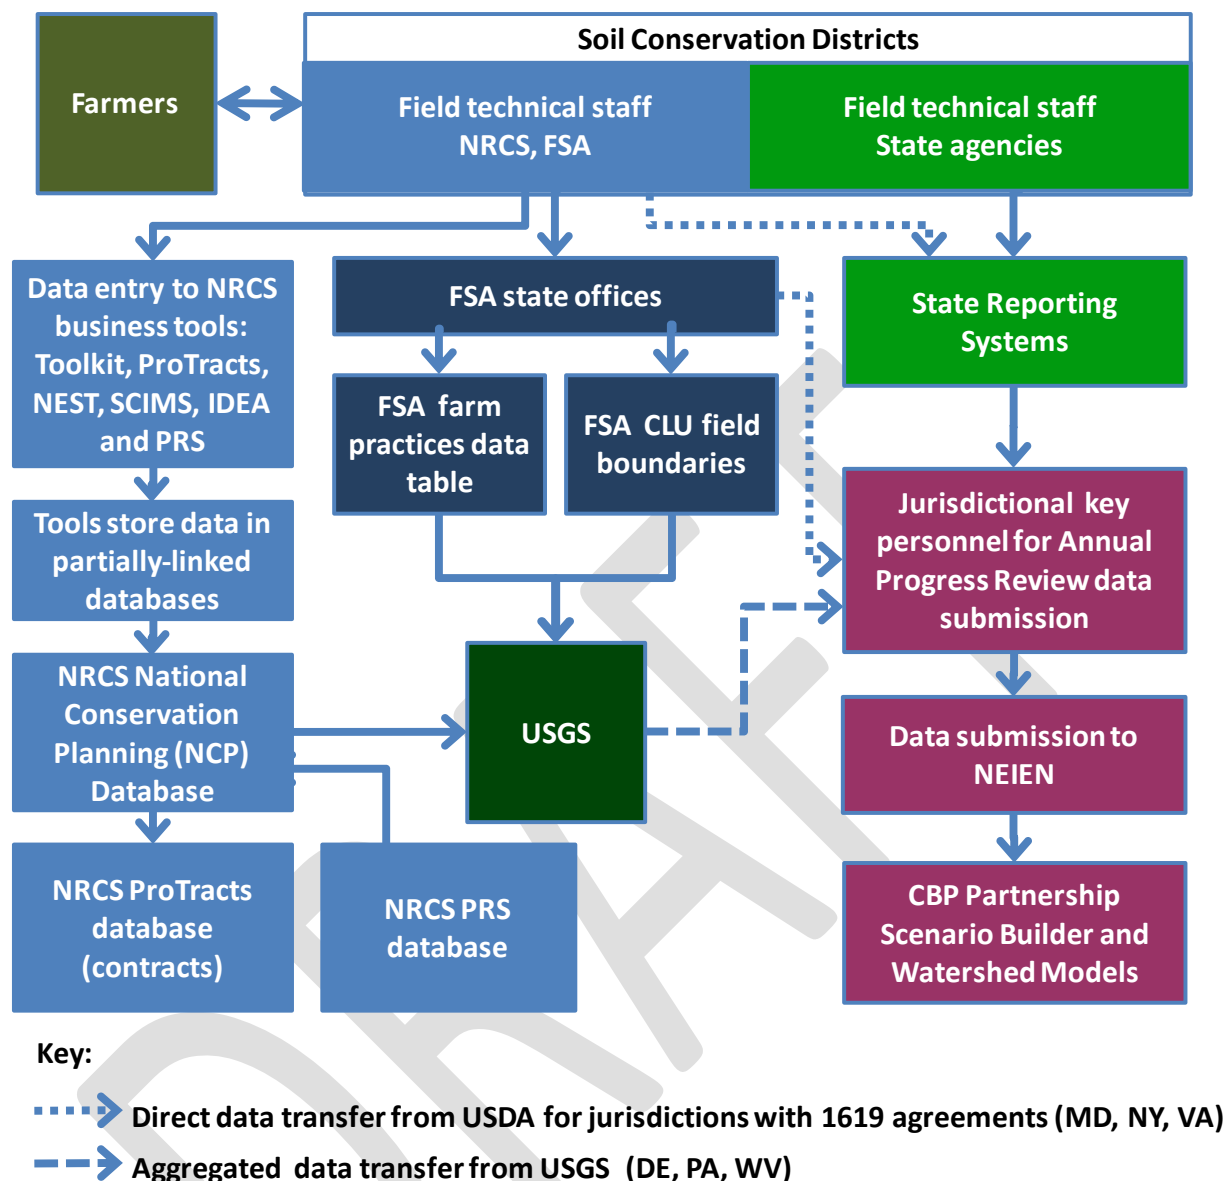 Soil Conservation Districts
Farmers
Field technical staff
NRCS, FSA
Field technical staff
State agencies
Data entry to NRCS
business tools:
Toolkit, ProTracts,
NEST, SCIMS, IDEA
and PRS
FSA state offices
State Reporting
Systems
FSA farm
practices data
table
FSA CLU field
boundaries
Jurisdictional key
personnel for Annual
Progress Review data
submission
Tools store data in
partially-linked
databases
NRCS National
Conservation
Planning (NCP)
Database
USGS
Data submission to
NEIEN
NRCS ProTracts
database
(contracts)
NRCS PRS
database
CBP Partnership
Scenario Builder and
Watershed Models
DRAFT
Key:
Direct data transfer from USDA for jurisdictions with 1619 agreements (MD, NY, VA)
Aggregated data transfer from USGS (DE, PA, WV)